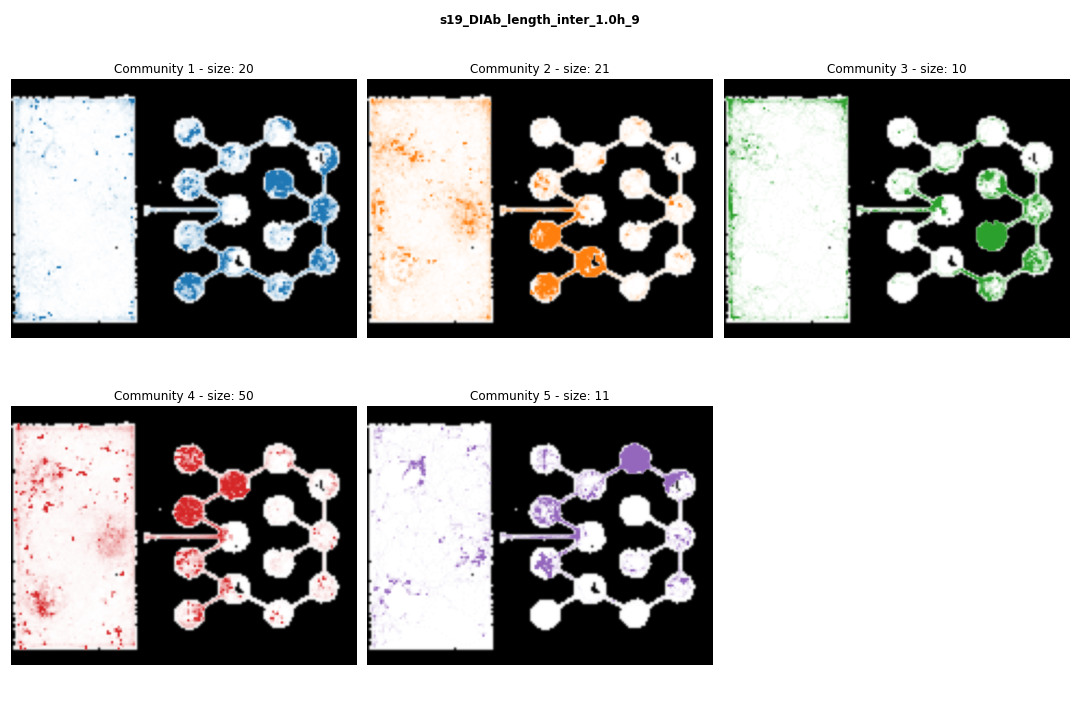 s19_DIAb_length_inter_1.0h_9
Community 1 - size: 20
Community 2 - size: 21
Community 3 - size: 10
Community 4 - size: 50
Community 5 - size: 11